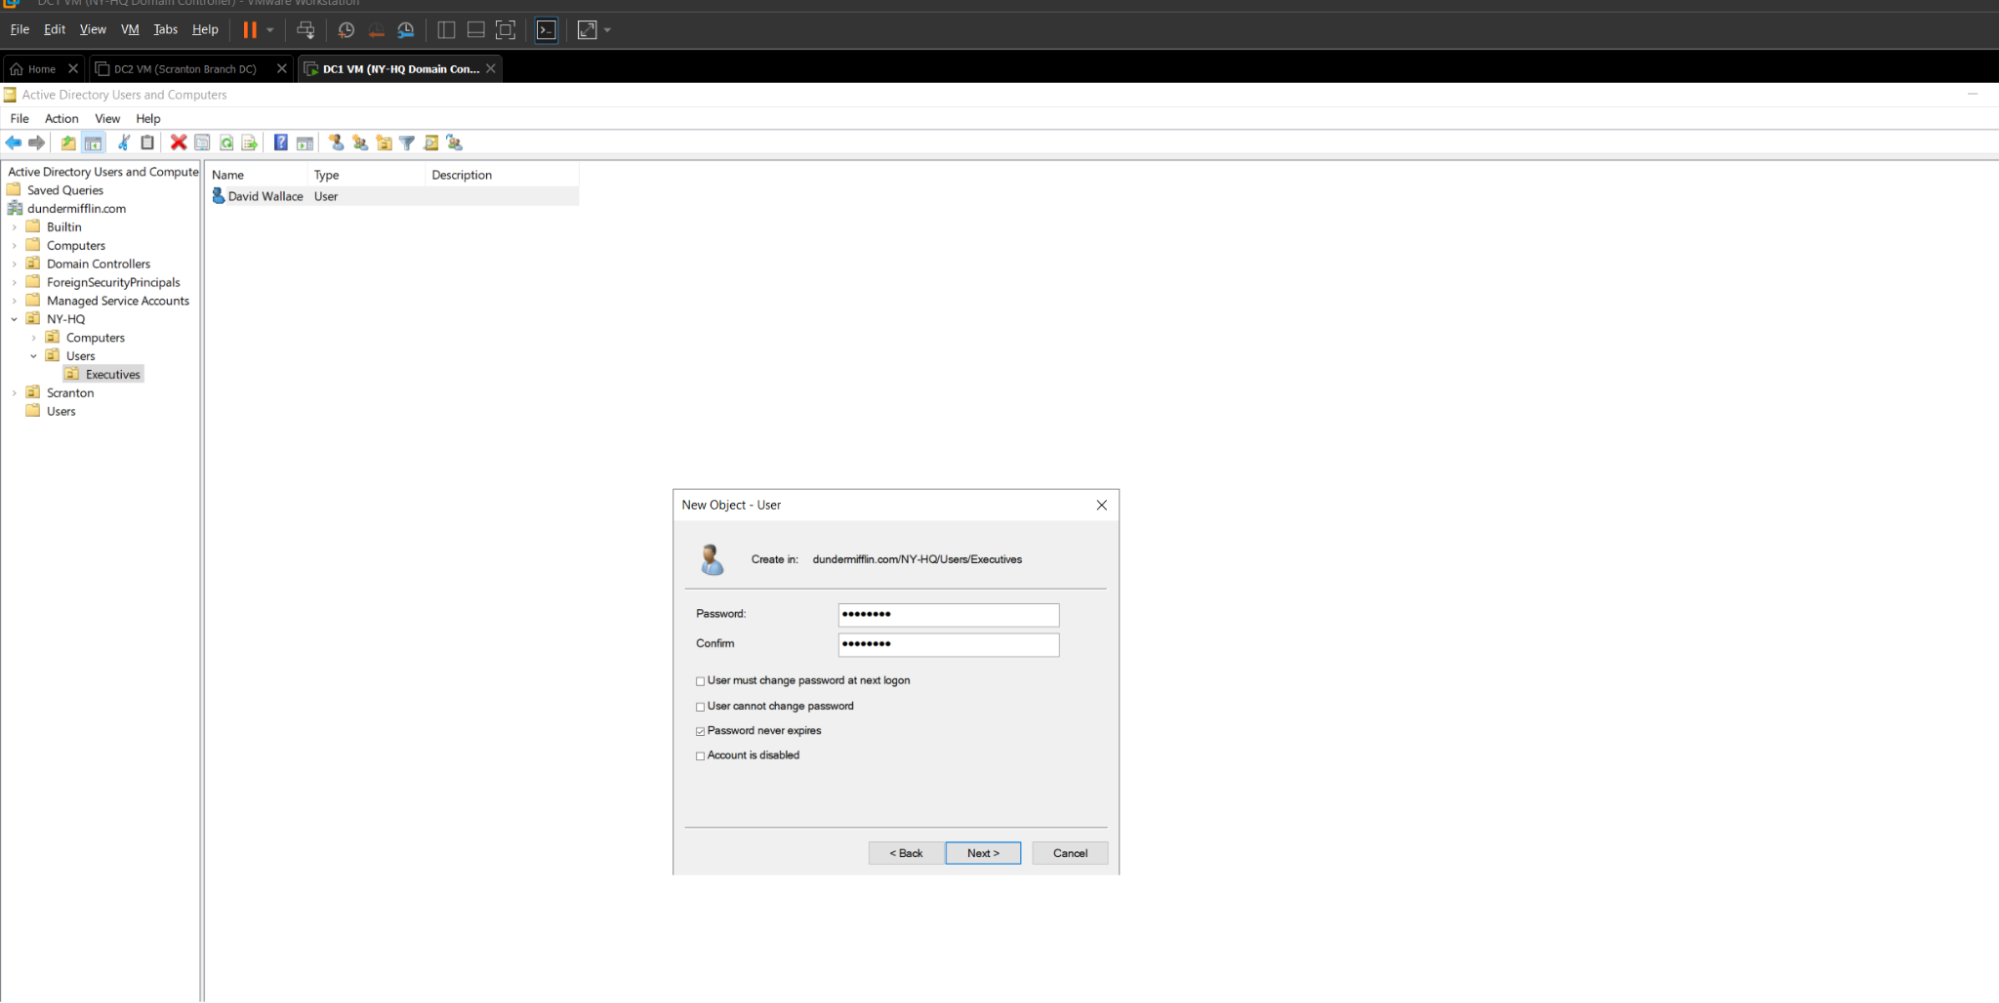 DC1 VM (NY-HQ Domain Controller) - VMware Workstation
File Edit View VM Tabs Help
Home DC2 VM (Scranton Branch DC) DC1 VM (NY-HQ Domain Con...
Active Directory Users and Computers
File Action View Help
Active Directory Users and Compute
Saved Queries
dundermifflin.com
Builtin
Computers
Domain Controllers
ForeignSecurityPrincipals
Managed Service Accounts
NY-HQ
Computers
Users
Executives
Scranton
Users
Name Type Description
David Wallace User
New Object - User
Create in: dundermifflin.com/NY-HQ/Users/Executives
Password: ••••••••
Confirm ••••••••
User must change password at next logon
User cannot change password
Password never expires
Account is disabled
< Back Next > Cancel